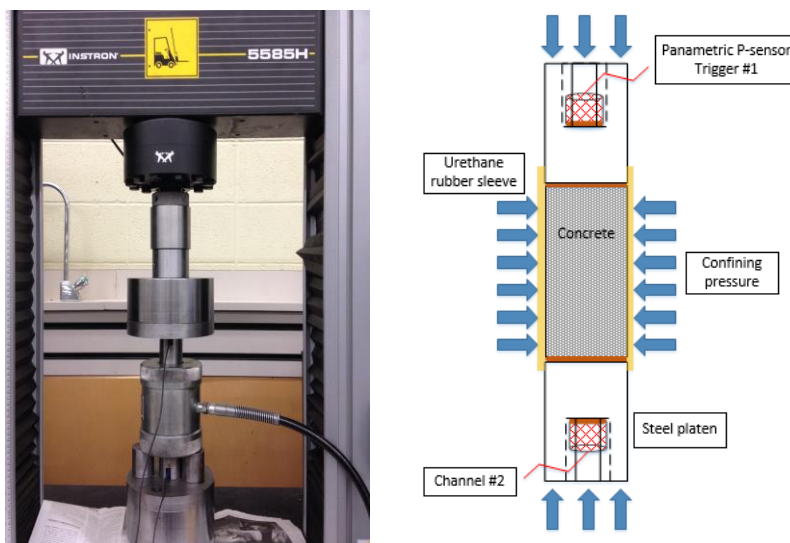 INSTRON®
5585H
Panametric P-sensor
Trigger #1
Urethane
rubber sleeve
Concrete
Confining
pressure
Steel platen
Channel #2